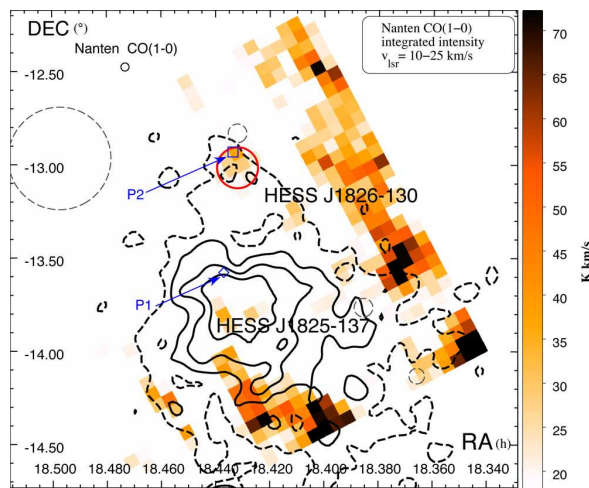 DEC (°)
Nanten CO(1-0)
Nanten CO(1−0)
integrated intensity
v_lsr = 10−25 km/s
-12.50
-13.00
-13.50
-14.00
-14.50
P2
HESS J1826-130
P1
HESS J1825-137
RA (h)
18.500
18.480
18.460
18.440
18.420
18.400
18.380
18.360
18.340
70
65
60
55
50
45
40
35
30
25
20
K km/s